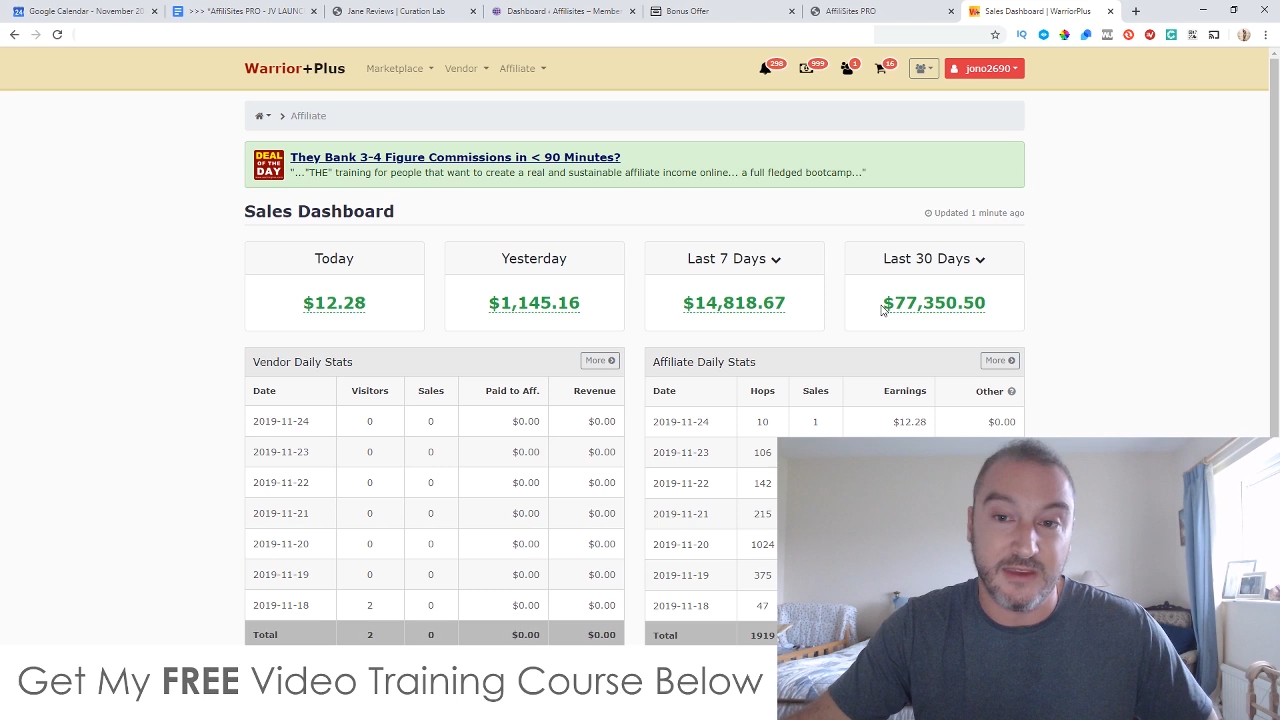 Google Calendar - November 20
>>> *AffiliSites PRO - JV LAUNC
Jane Reviews | Curation Lab
Dashboard ‹ Affilisites — Member
Bonus Offer
AffiliSites PRO
Sales Dashboard | WarriorPlus
Warrior+Plus
Marketplace
Vendor
Affiliate
298
999
1
16
jono2690
Affiliate
DEAL OF THE DAY
They Bank 3-4 Figure Commissions in < 90 Minutes?
"..."THE" training for people that want to create a real and sustainable affiliate income online... a full fledged bootcamp..."
Sales Dashboard
Updated 1 minute ago
Today
Yesterday
Last 7 Days
Last 30 Days
$12.28
$1,145.16
$14,818.67
$77,350.50
Vendor Daily Stats
More
Date Visitors Sales Paid to Aff. Revenue
2019-11-24 0 0 $0.00 $0.00
2019-11-23 0 0 $0.00 $0.00
2019-11-22 0 0 $0.00 $0.00
2019-11-21 0 0 $0.00 $0.00
2019-11-20 0 0 $0.00 $0.00
2019-11-19 0 0 $0.00 $0.00
2019-11-18 2 0 $0.00 $0.00
Total 2 0 $0.00 $0.00
Affiliate Daily Stats
More
Date Hops Sales Earnings Other
2019-11-24 10 1 $12.28 $0.00
2019-11-23 106
2019-11-22 142
2019-11-21 215
2019-11-20 1024
2019-11-19 375
2019-11-18 47
Total 1919
Get My FREE Video Training Course Below